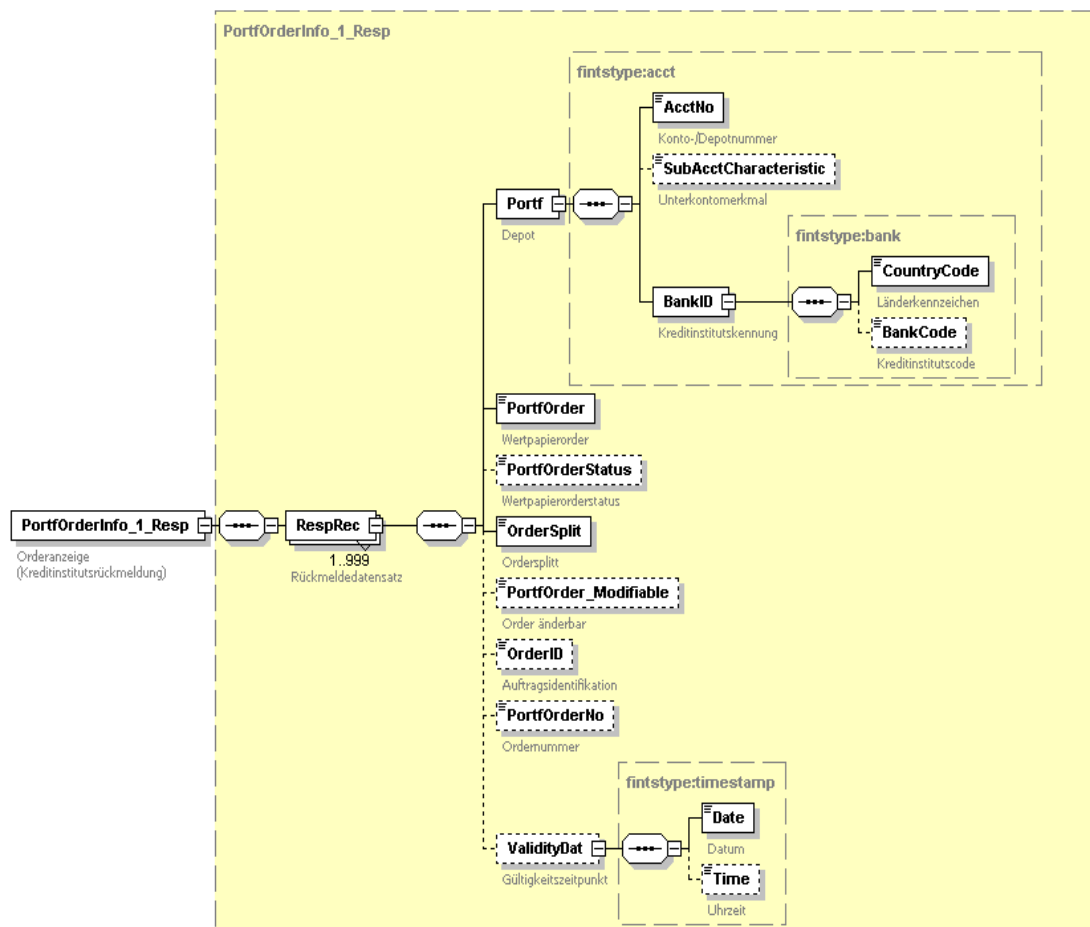 PortfOrderInfo_1_Resp
fintstype:acct
AcctNo
Konto-/Depotnummer
SubAcctCharacteristic
Unterkontomerkmal
Portf
Depot
fintstype:bank
CountryCode
Länderkennzeichen
BankID
Kreditinstitutskennung
BankCode
Kreditinstitutscode
PortfOrder
Wertpapierorder
PortfOrderStatus
Wertpapierorderstatus
PortfOrderInfo_1_Resp
Orderanzeige
(Kreditinstitutsrückmeldung)
RespRec
1..999
Rückmeldedatensatz
OrderSplit
Ordersplitt
PortfOrder_Modifiable
Order änderbar
OrderID
Auftragsidentifikation
PortfOrderNo
Ordernummer
fintstype:timestamp
Date
Datum
ValidityDat
Gültigkeitszeitpunkt
Time
Uhrzeit